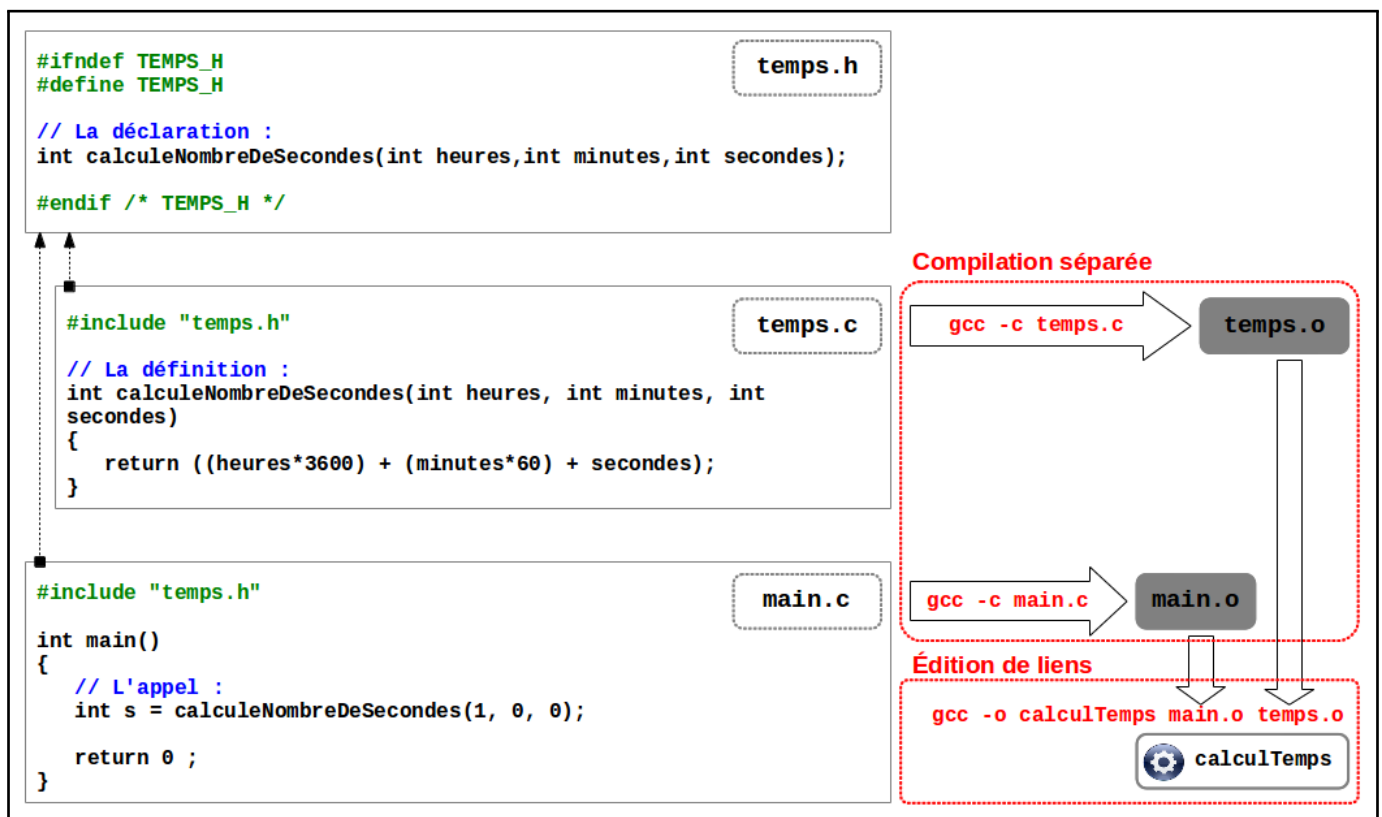 #ifndef TEMPS_H
temps.h
#define TEMPS_H
// La déclaration :
int calculeNombreDeSecondes(int heures,int minutes,int secondes);
#endif /* TEMPS_H */
Compilation séparée
#include "temps.h"
temps.c
gcc -c temps.c
temps.o
// La définition :
int calculeNombreDeSecondes(int heures, int minutes, int
secondes)
{
return ((heures*3600) + (minutes*60) + secondes);
}
#include "temps.h"
main.c
gcc -c main.c
main.o
int main()
{
// L'appel :
int s = calculeNombreDeSecondes(1, 0, 0);
return 0 ;
}
Édition de liens
gcc -o calculTemps main.o temps.o
calculTemps